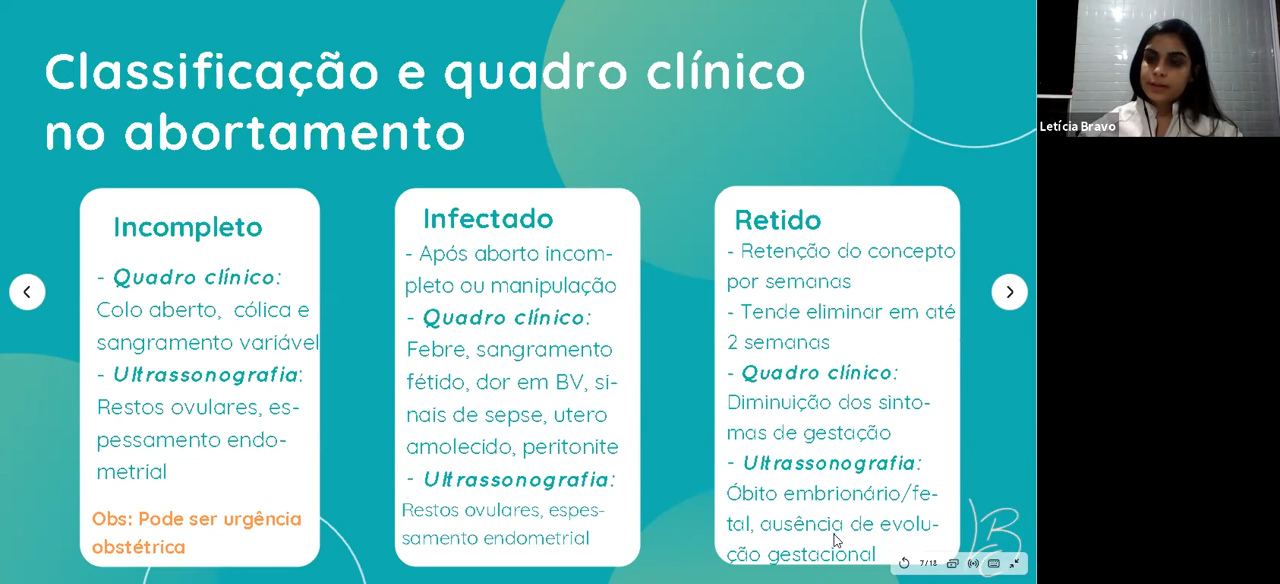 Classificação e quadro clínico
no abortamento
Incompleto
- Quadro clínico:
Colo aberto, cólica e
sangramento variável
- Ultrassonografia:
Restos ovulares, es-
pessamento endo-
metrial
Obs: Pode ser urgência
obstétrica
Infectado
- Após aborto incom-
pleto ou manipulação
- Quadro clínico:
Febre, sangramento
fétido, dor em BV, si-
nais de sepse, utero
amolecido, peritonite
- Ultrassonografia:
Restos ovulares, espes-
samento endometrial
Retido
- Retenção do concepto
por semanas
- Tende eliminar em até
2 semanas
- Quadro clínico:
Diminuição dos sinto-
mas de gestação
- Ultrassonografia:
Óbito embrionário/fe-
tal, ausência de evolu-
ção gestacional
LB
7/18
Letícia Bravo